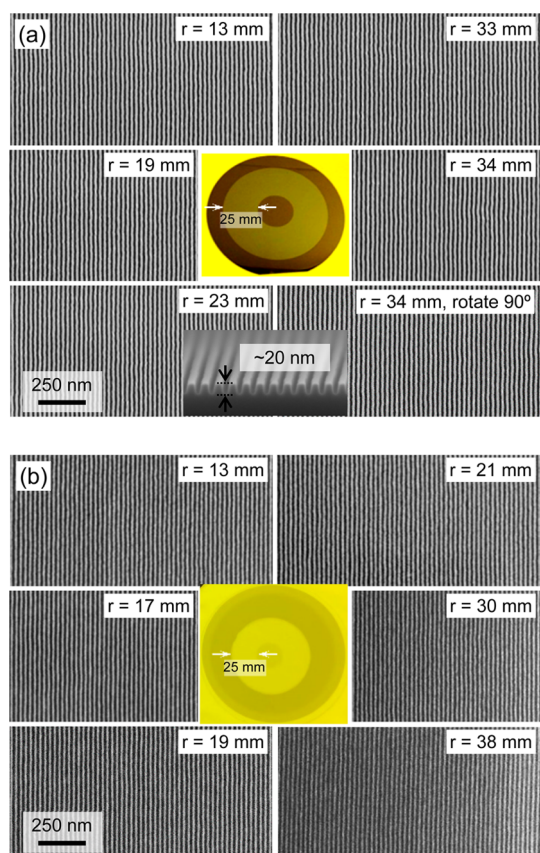 (a)
r = 13 mm
r = 33 mm
r = 19 mm
25 mm
r = 34 mm
r = 23 mm
r = 34 mm, rotate 90º
~20 nm
250 nm
(b)
r = 13 mm
r = 21 mm
r = 17 mm
25 mm
r = 30 mm
r = 19 mm
r = 38 mm
250 nm